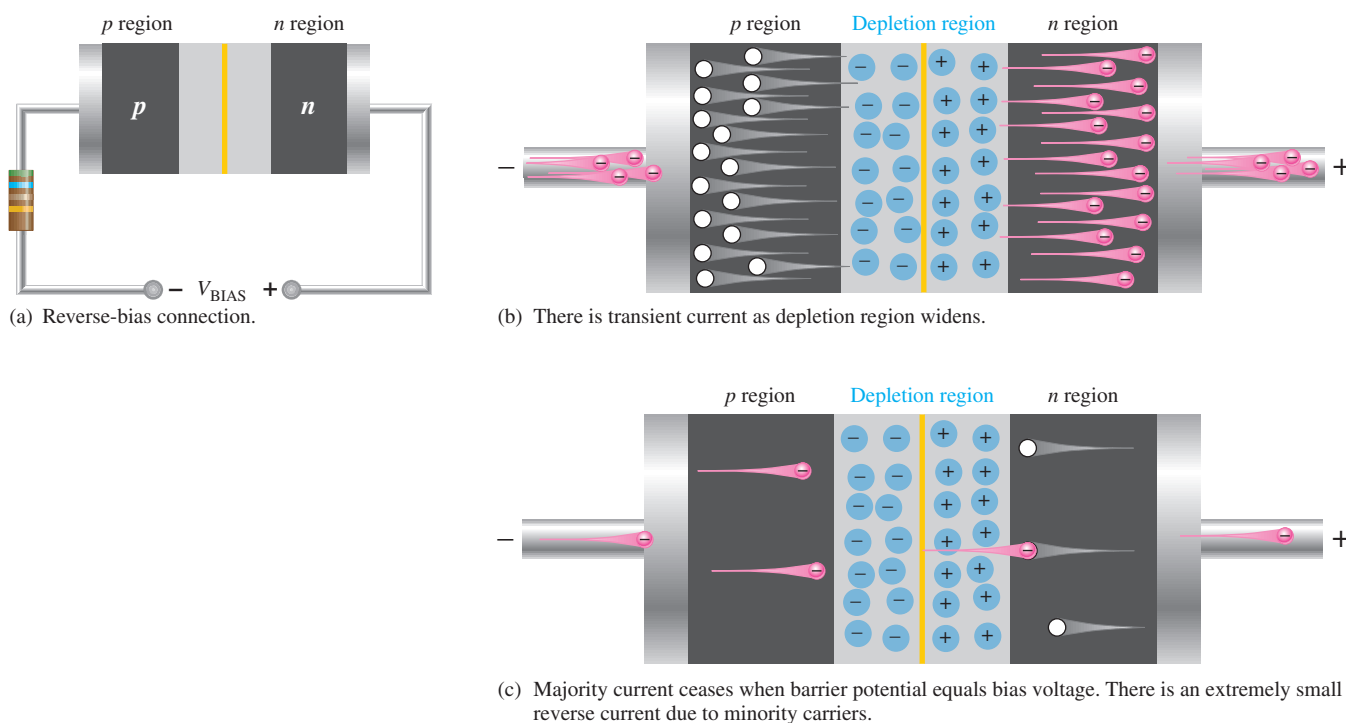 p region n region
p n
− V_BIAS +
(a) Reverse-bias connection.
p region Depletion region n region
− +
(b) There is transient current as depletion region widens.
p region Depletion region n region
− +
(c) Majority current ceases when barrier potential equals bias voltage. There is an extremely small
reverse current due to minority carriers.